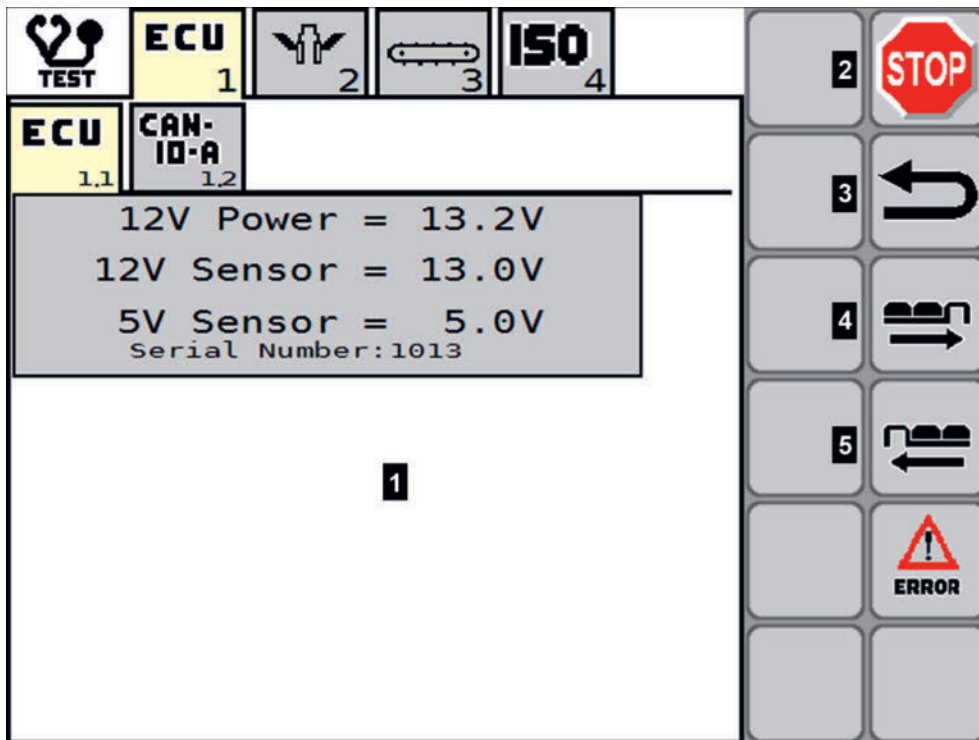 TEST
ECU
1
2
3
ISO
4
ECU
1.1
CAN-
IO-A
1.2
12V Power = 13.2V
12V Sensor = 13.0V
5V Sensor = 5.0V
Serial Number:1013
1
2
STOP
3
4
5
ERROR